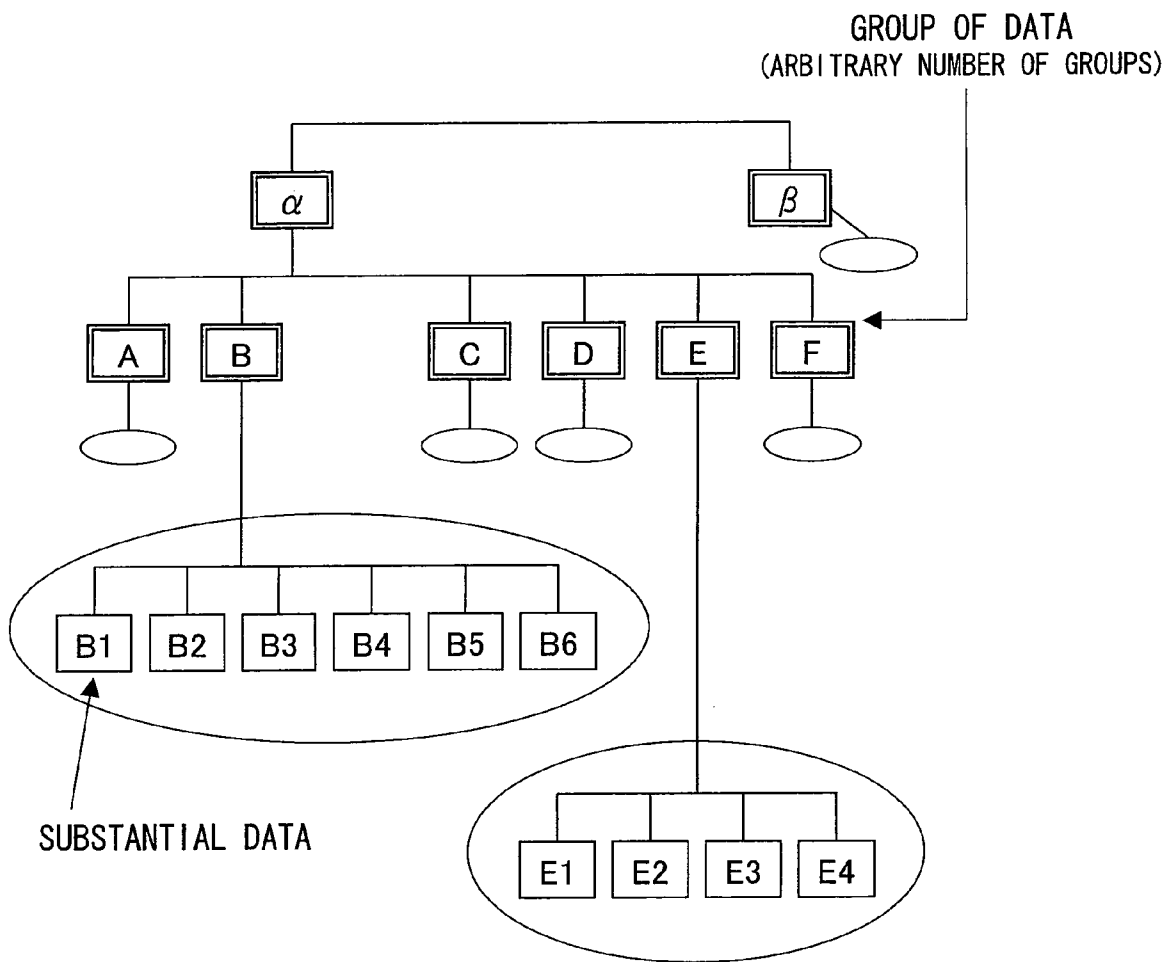 GROUP OF DATA
(ARBITRARY NUMBER OF GROUPS)
α
β
A B C D E F
B1 B2 B3 B4 B5 B6
SUBSTANTIAL DATA
E1 E2 E3 E4